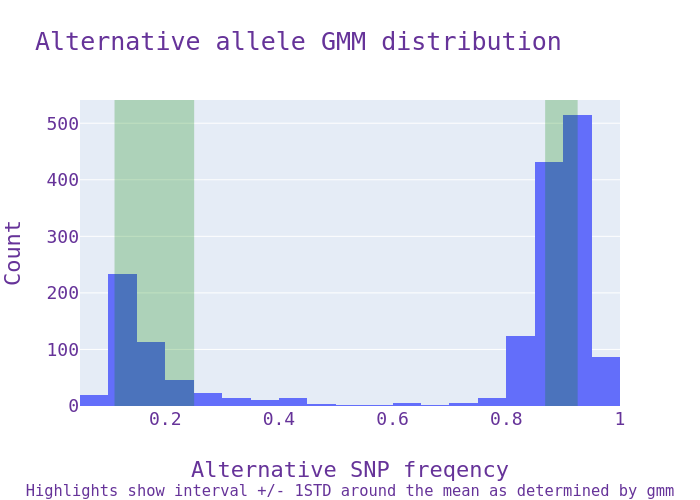 Alternative allele GMM distribution
500
400
300
200
100
0
Count
0.2 0.4 0.6 0.8 1
Alternative SNP freqency
Highlights show interval +/- 1STD around the mean as determined by gmm